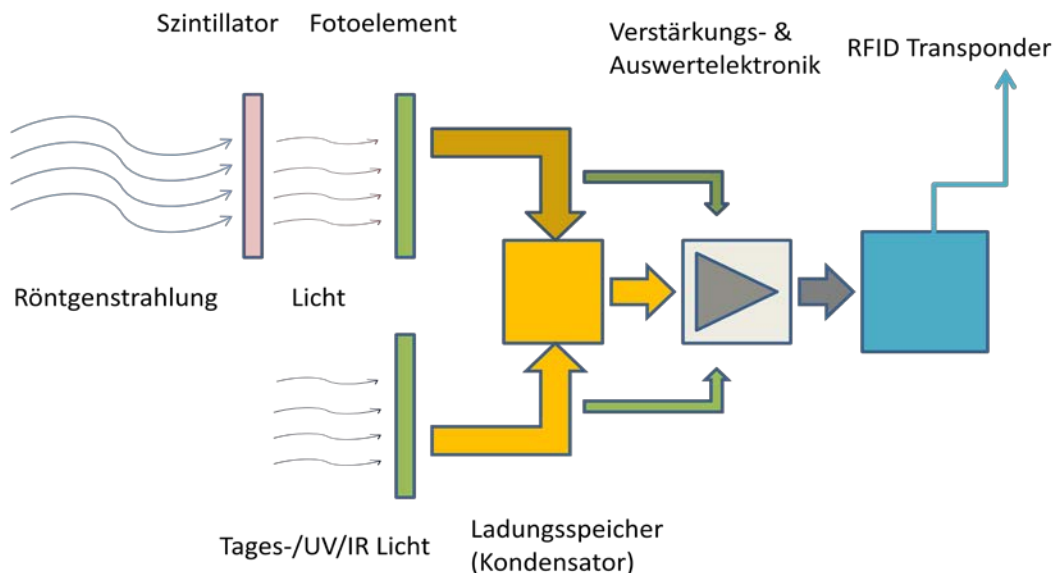 Szintillator
Fotoelement
Verstärkungs- &
Auswertelektronik
RFID Transponder
Röntgenstrahlung
Licht
Tages-/UV/IR Licht
Ladungsspeicher
(Kondensator)